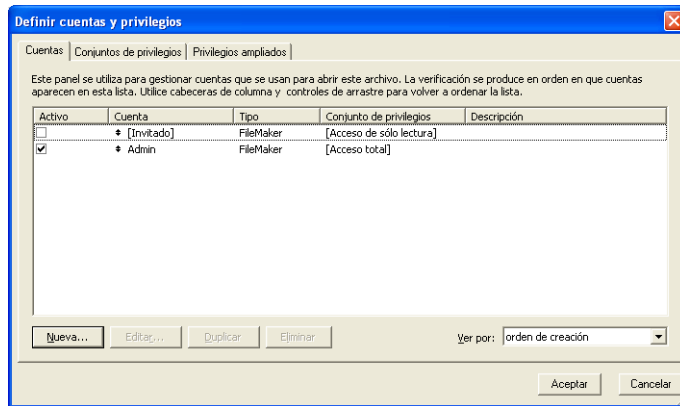 Definir cuentas y privilegios
Cuentas Conjuntos de privilegios Privilegios ampliados
Este panel se utiliza para gestionar cuentas que se usan para abrir este archivo. La verificación se produce en orden en que cuentas
aparecen en esta lista. Utilice cabeceras de columna y controles de arrastre para volver a ordenar la lista.
Activo Cuenta Tipo Conjunto de privilegios Descripción
[Invitado] FileMaker [Acceso de sólo lectura]
Admin FileMaker [Acceso total]
Nueva... Editar... Duplicar Eliminar Ver por: orden de creación
Aceptar Cancelar